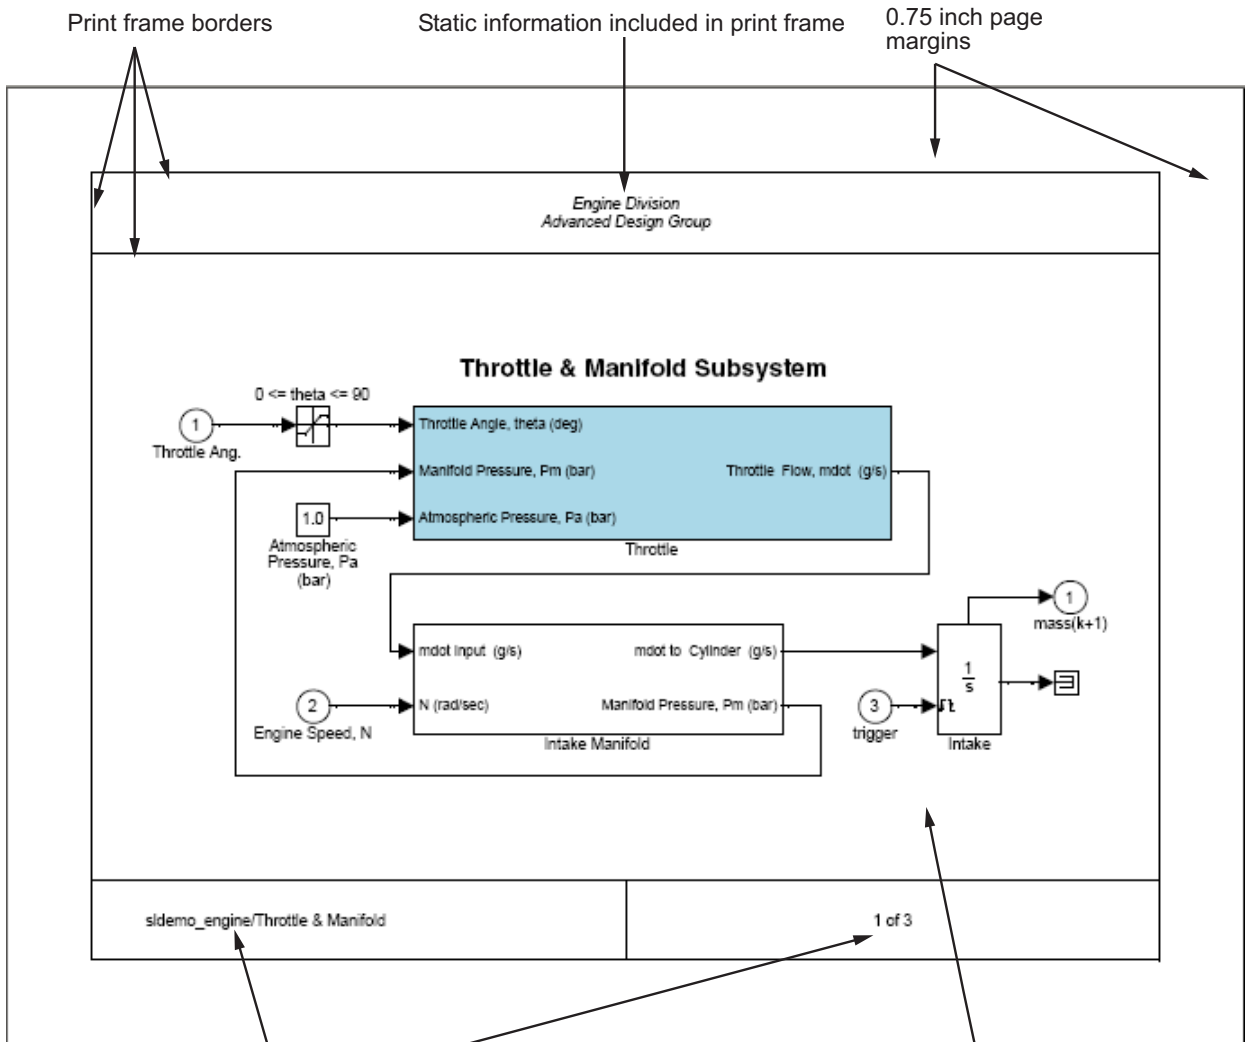 Print frame borders
Static information included in print frame
0.75 inch page
margins
Engine Division
Advanced Design Group
Throttle & Manifold Subsystem
0 <= theta <= 90
1
Throttle Ang.
Throttle Angle, theta (deg)
Manifold Pressure, Pm (bar)
Throttle Flow, mdot (g/s)
1.0
Atmospheric Pressure, Pa (bar)
Atmospheric
Pressure, Pa
(bar)
Throttle
1
mass(k+1)
mdot Input (g/s)
mdot to Cylinder (g/s)
1
s
2
N (rad/sec)
Manifold Pressure, Pm (bar)
3
Engine Speed, N
Intake Manifold
trigger
Intake
sldemo_engine/Throttle & Manifold
1 of 3